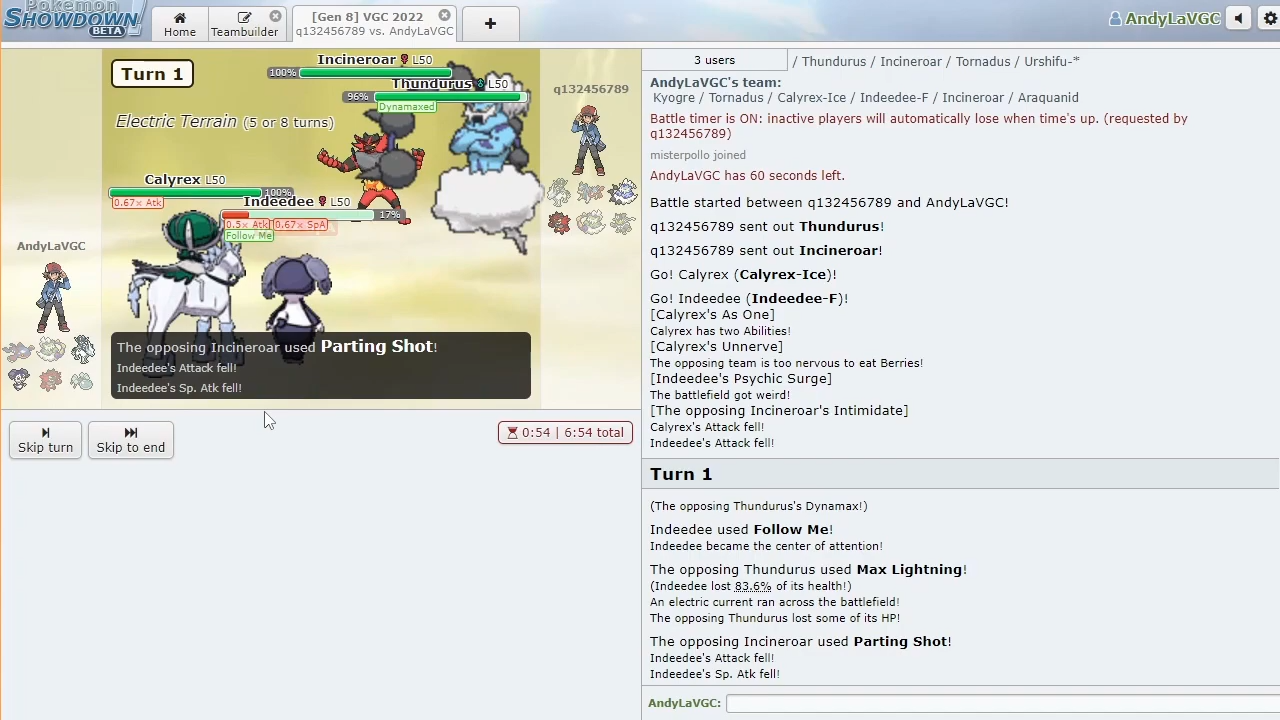 Pokémon
SHOWDOWN
BETA
Home
Teambuilder
[Gen 8] VGC 2022
q132456789 vs. AndyLaVGC
AndyLaVGC
Turn 1
Incineroar L50
100%
Thundurus L50
96%
Dynamaxed
Electric Terrain (5 or 8 turns)
q132456789
Calyrex L50
100%
0.67× Atk
Indeedee L50
17%
0.5× Atk 0.67× SpA
Follow Me
AndyLaVGC
The opposing Incineroar used Parting Shot!
Indeedee's Attack fell!
Indeedee's Sp. Atk fell!
Skip turn
Skip to end
0:54 | 6:54 total
3 users
/ Thundurus / Incineroar / Tornadus / Urshifu-*
AndyLaVGC's team:
Kyogre / Tornadus / Calyrex-Ice / Indeedee-F / Incineroar / Araquanid
Battle timer is ON: inactive players will automatically lose when time's up. (requested by
q132456789)
misterpollo joined
AndyLaVGC has 60 seconds left.
Battle started between q132456789 and AndyLaVGC!
q132456789 sent out Thundurus!
q132456789 sent out Incineroar!
Go! Calyrex (Calyrex-Ice)!
Go! Indeedee (Indeedee-F)!
[Calyrex's As One]
Calyrex has two Abilities!
[Calyrex's Unnerve]
The opposing team is too nervous to eat Berries!
[Indeedee's Psychic Surge]
The battlefield got weird!
[The opposing Incineroar's Intimidate]
Calyrex's Attack fell!
Indeedee's Attack fell!
Turn 1
(The opposing Thundurus's Dynamax!)
Indeedee used Follow Me!
Indeedee became the center of attention!
The opposing Thundurus used Max Lightning!
(Indeedee lost 83.6% of its health!)
An electric current ran across the battlefield!
The opposing Thundurus lost some of its HP!
The opposing Incineroar used Parting Shot!
Indeedee's Attack fell!
Indeedee's Sp. Atk fell!
AndyLaVGC: